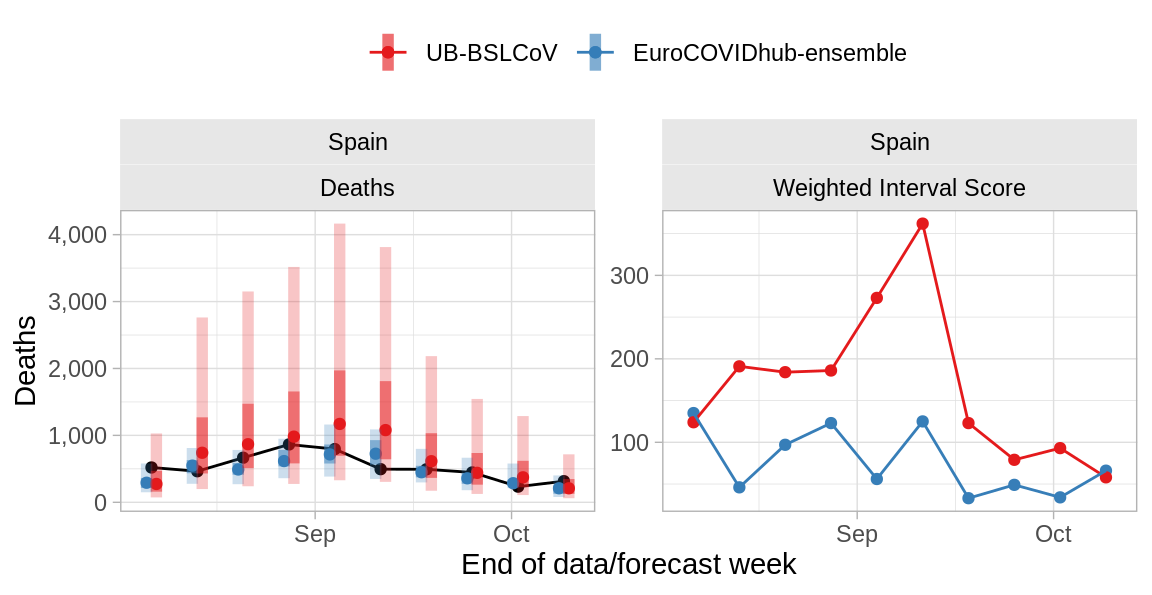 UB-BSLCoV EuroCOVIDhub-ensemble
Spain
Deaths
Spain
Weighted Interval Score
Deaths
4,000
3,000
2,000
1,000
0
Sep Oct
300
200
100
Sep Oct
End of data/forecast week